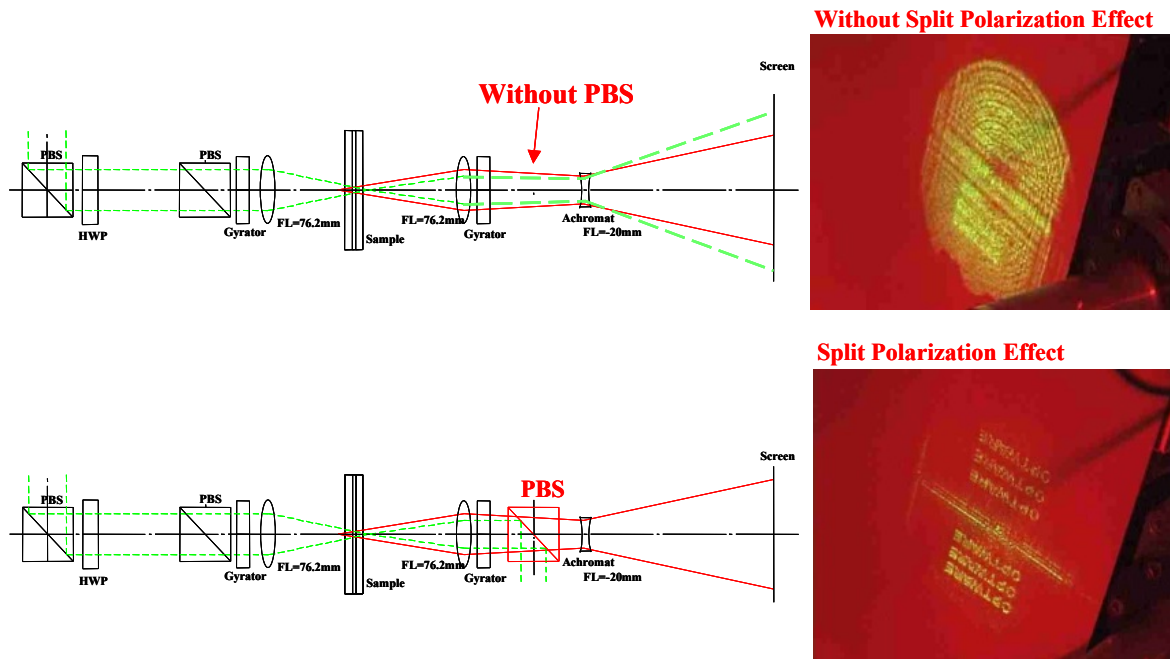 Without Split Polarization Effect
Screen
Without PBS
PBS
PBS
FL=76.2mm
FL=76.2mm
Gyrator
Gyrator
HWP
Sample
Achromat
FL=-20mm
Split Polarization Effect
Screen
PBS
PBS
PBS
FL=76.2mm
FL=76.2mm
Achromat
Gyrator
Gyrator
HWP
Sample
FL=-20mm
OPTWARE
OPTWARE
OPTWARE
OPTWARE
OPTWARE
OPTWARE
OPTWARE